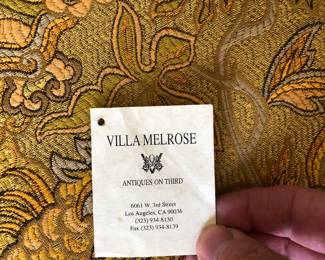 VILLA MELROSE
ANTIQUES ON THIRD
6061 W. 3rd Street
Los Angeles, CA 90036
(323) 934-8130
Fax (323) 934-8139